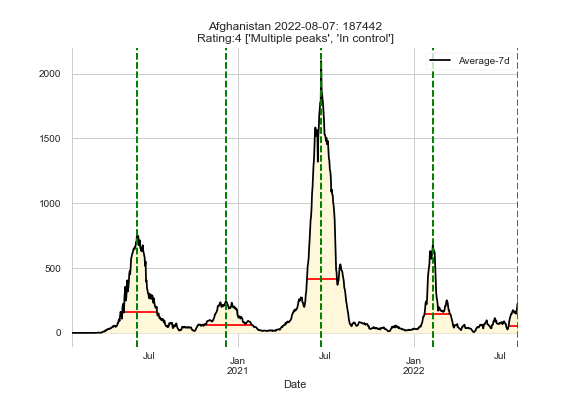 Afghanistan 2022-08-07: 187442
Rating:4 ['Multiple peaks', 'In control']
Average-7d
2000
1500
1000
500
0
Jul
Jan
2021
Jul
Jan
2022
Jul
Date